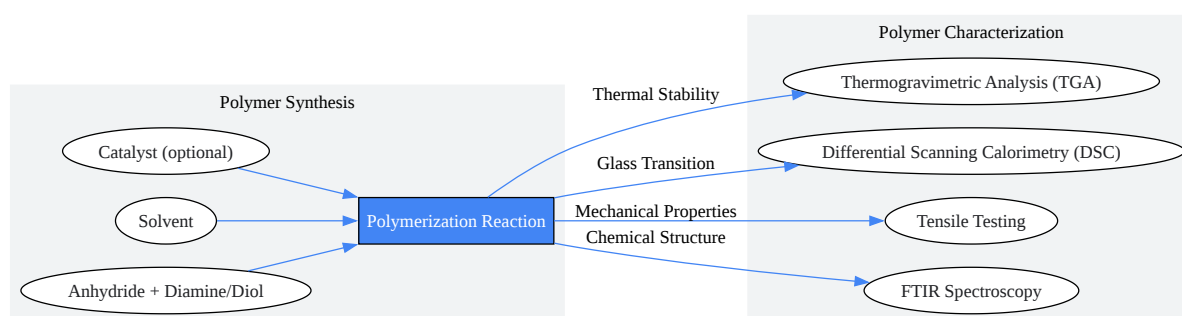 Polymer Synthesis
Catalyst (optional)
Solvent
Anhydride + Diamine/Diol
Polymerization Reaction
Thermal Stability
Glass Transition
Mechanical Properties
Chemical Structure
Polymer Characterization
Thermogravimetric Analysis (TGA)
Differential Scanning Calorimetry (DSC)
Tensile Testing
FTIR Spectroscopy